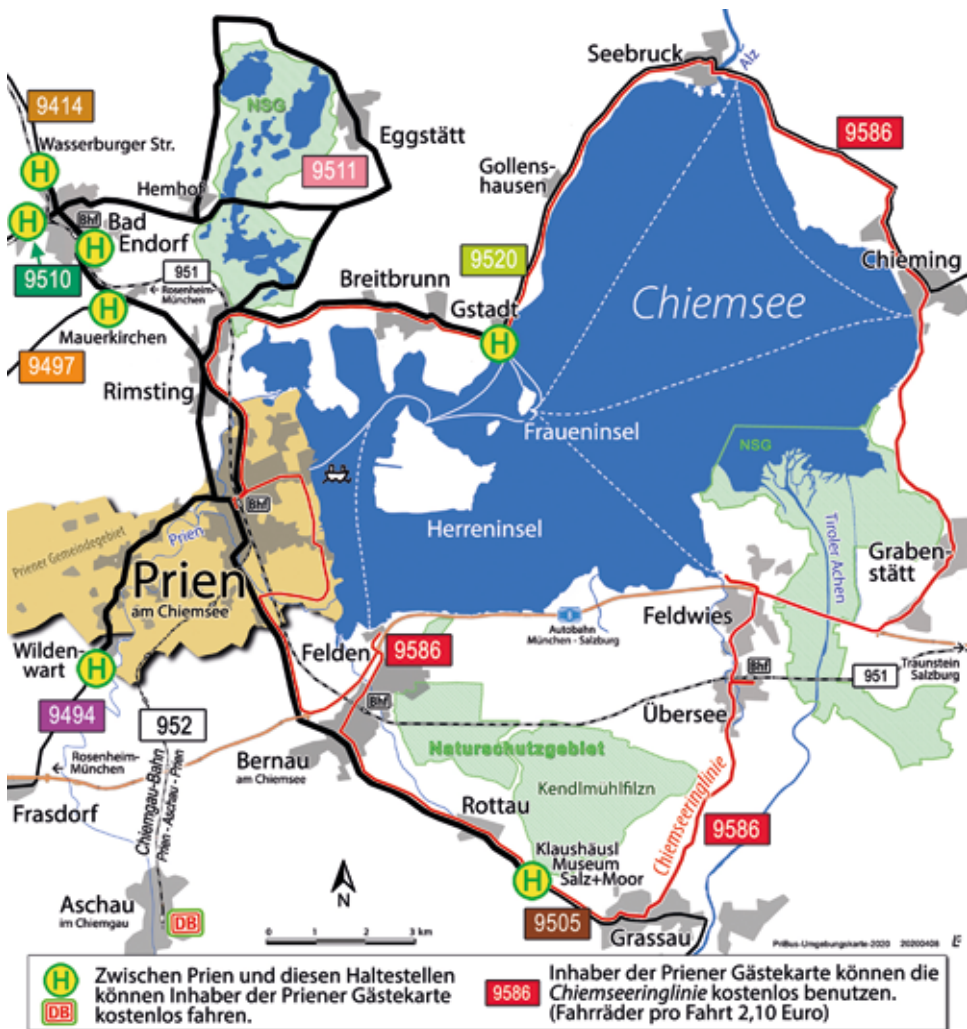 Seebruck
Alz
9414
NSG
9586
Wasserburger Str.
Eggstätt
Gollens-
hausen
9511
H
Hemhof
H
Bhf
Bad
Endorf
H
Chieming
9520
9510
951
Breitbrunn
Rosenheim-
München
Gstadt
Chiemsee
H
H
Mauerkirchen
9497
Rimsting
Fraueninsel
NSG
Bhf
Herreninsel
Tiroler Achen
Priener Gemeindegebiet
Prien
Graben-
stätt
Prien
am Chiemsee
Feldwies
Autobahn
München - Salzburg
Wilden-
wart
H
Felden
9586
Bhf
951
Traunstein
Salzburg
Bhf
Übersee
9494
952
Naturschutzgebiet
Rosenheim-
München
Bernau
am Chiemsee
Kendlmühlfilzn
Frasdorf
Chiemgau-Bahn
Prien - Aschau - Prien
Rottau
Chiemseeringlinie
9586
Klaushäusl
Museum
Salz+Moor
H
N
Aschau
im Chiemgau
DB
9505
0 1 2 3 km
Grassau
PriBus-Umgebungskarte-2020 20200406
H
Zwischen Prien und diesen Haltestellen
können Inhaber der Priener Gästekarte
DB
kostenlos fahren.
9586
Inhaber der Priener Gästekarte können die
Chiemseeringlinie kostenlos benutzen.
(Fahrräder pro Fahrt 2,10 Euro)